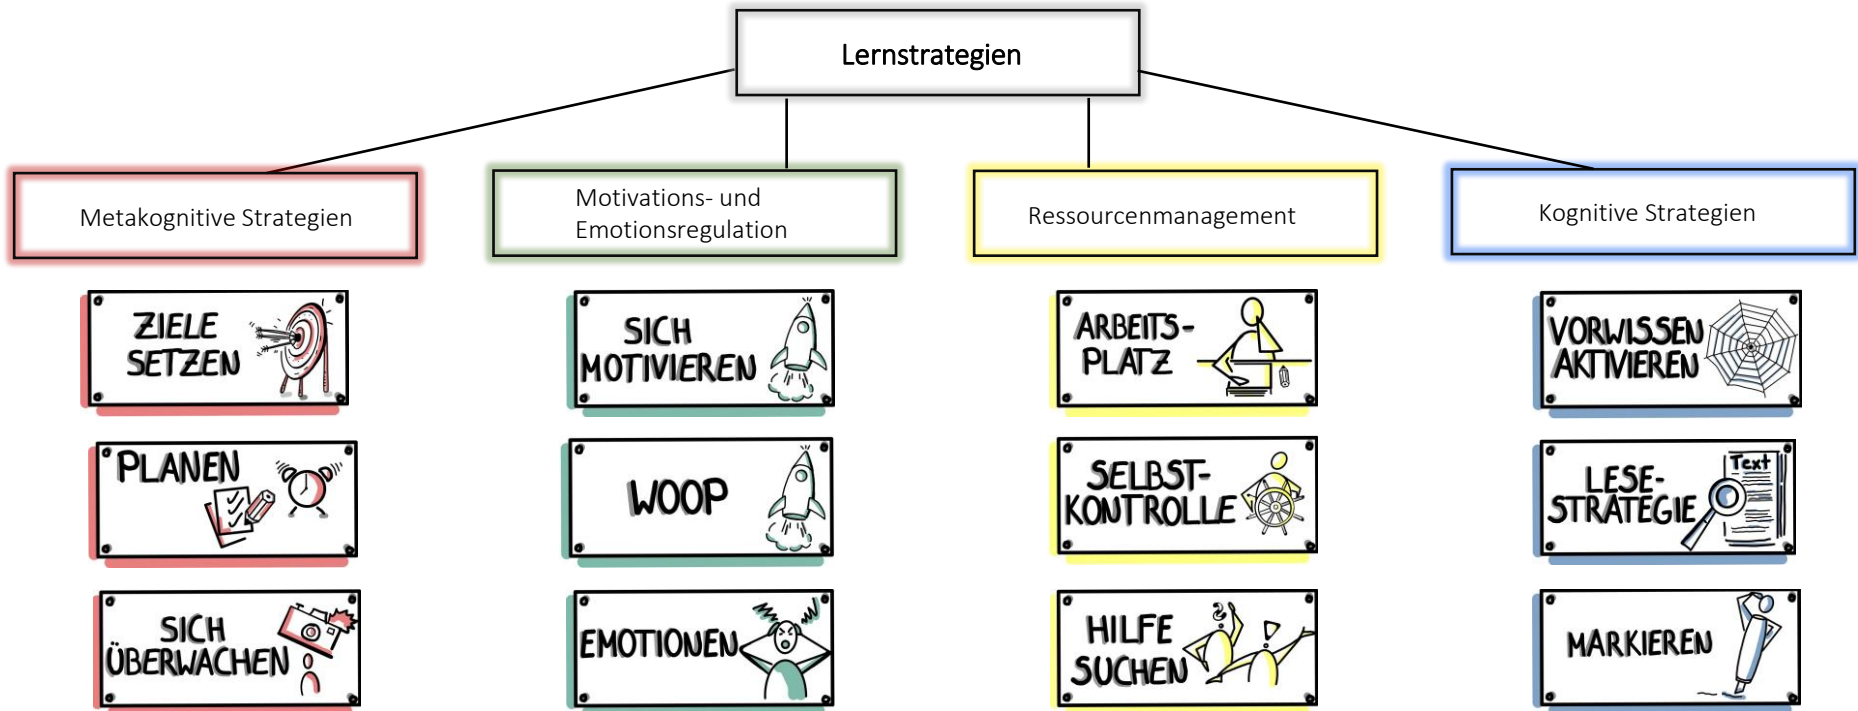 Lernstrategien
Metakognitive Strategien
Motivations- und
Emotionsregulation
Ressourcenmanagement
Kognitive Strategien
ZIELE
SETZEN
SICH
MOTIVIEREN
ARBEITS-
PLATZ
VORWISSEN
AKTIVIEREN
PLANEN
WOOP
SELBST-
KONTROLLE
LESE-
STRATEGIE
Text
SICH
ÜBERWACHEN
EMOTIONEN
HILFE
SUCHEN
? !
MARKIEREN